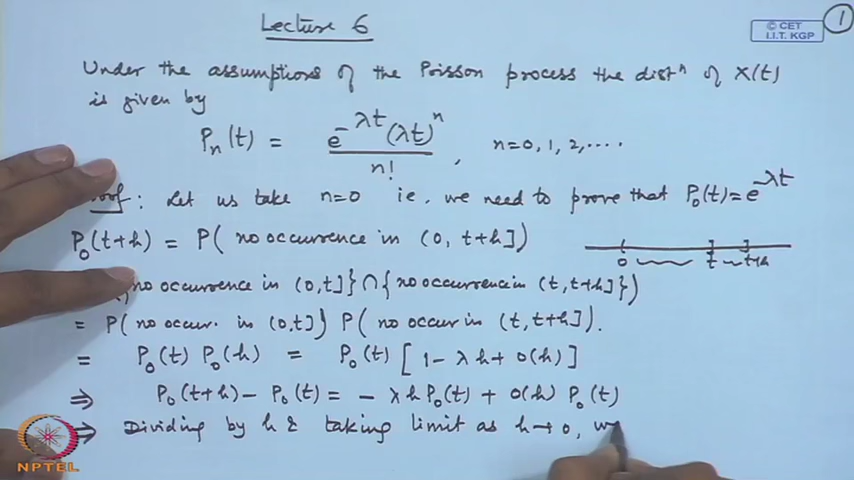 Lecture 6
1
© CET
I.I.T. KGP
Under the assumptions of the Poisson process the distⁿ of X(t)
is given by
Pₙ(t) = e^{-λt}(λt)^n / n! , n=0, 1, 2, ....
: Let us take n=0 ie, we need to prove that P₀(t)=e^{-λt}
P₀(t+h) = P( no occurrence in (0, t+h])
0 t t+h
no occurrence in (0,t]}∩{no occurrence in (t,t+h]})
= P(no occur. in (0,t]) P( no occur in (t,t+h]).
= P₀(t) P₀(h) = P₀(t) [1-λh+o(h)]
⇒ P₀(t+h) - P₀(t) = - λh P₀(t) + o(h) P₀(t)
⇒ Dividing by h & taking limit as h→0,
NPTEL